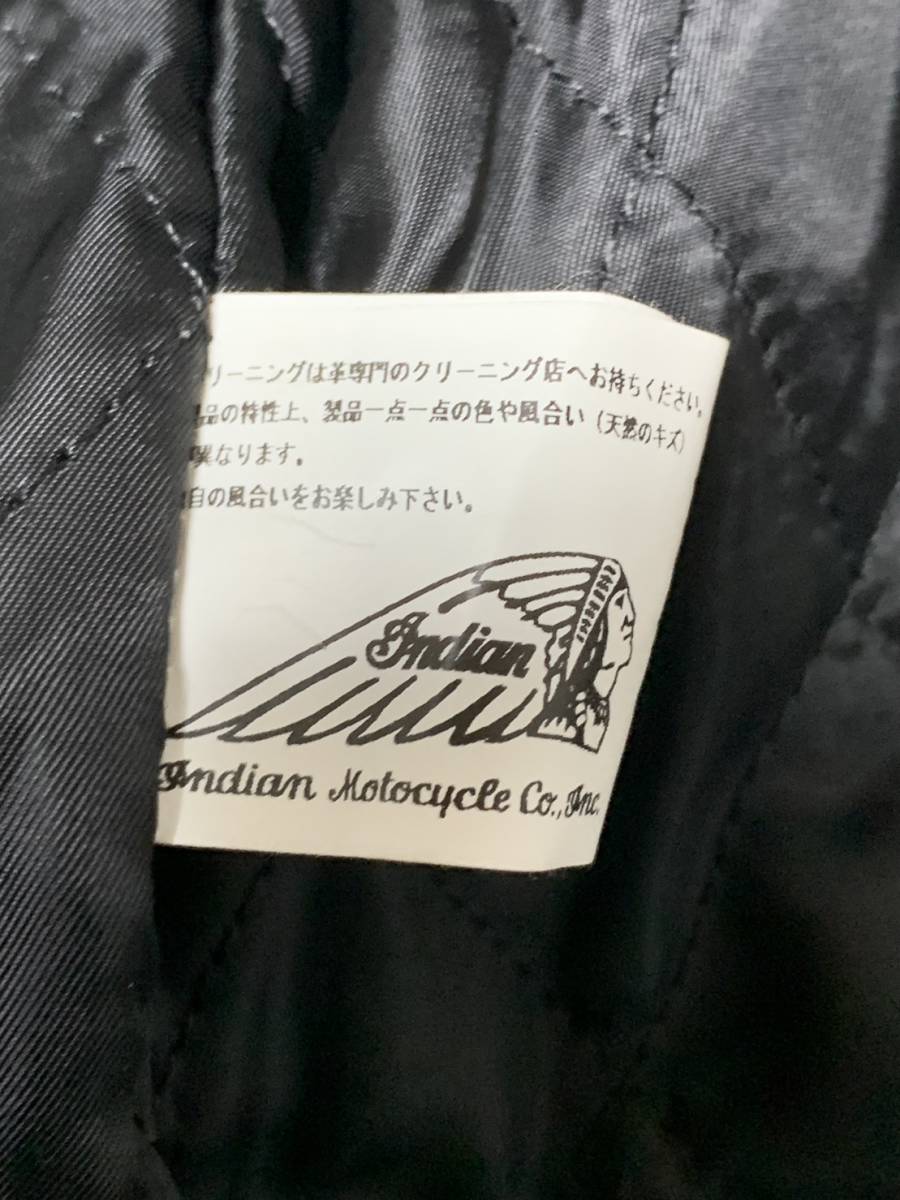 リーニングは革専門のクリーニング店へお持ちください。
品の特性上、製品一点一点の色や風合い（天然のキズ）
異なります。
自の風合いをお楽しみ下さい。
Indian
Indian Motocycle Co., Inc.